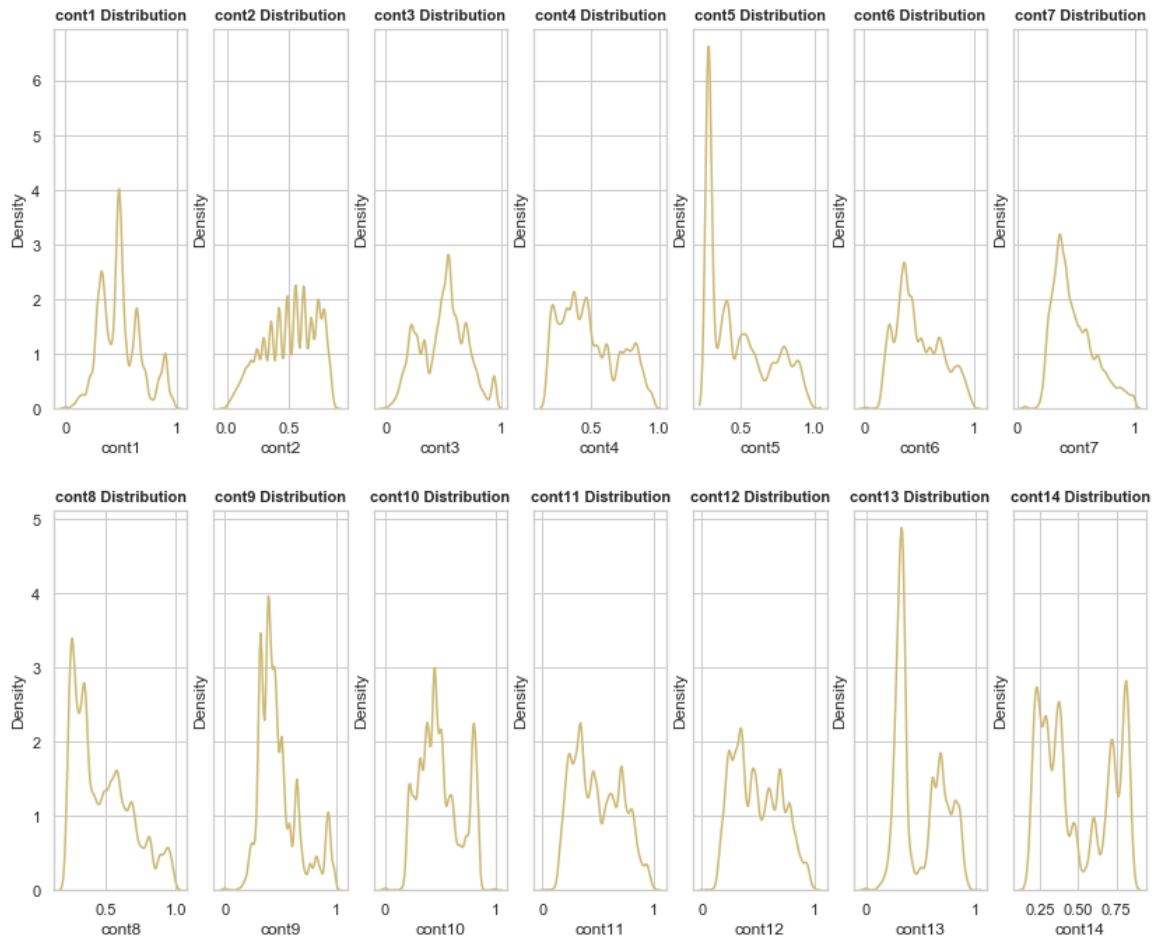 cont1 Distribution
cont2 Distribution
cont3 Distribution
cont4 Distribution
cont5 Distribution
cont6 Distribution
cont7 Distribution
6
5
4
3
2
1
0
Density
Density
Density
Density
Density
Density
Density
0 1
0.0 0.5
0 1
0.5 1.0
0.5 1.0
0 1
0 1
cont1
cont2
cont3
cont4
cont5
cont6
cont7
cont8 Distribution
cont9 Distribution
cont10 Distribution
cont11 Distribution
cont12 Distribution
cont13 Distribution
cont14 Distribution
5
4
3
2
1
0
Density
Density
Density
Density
Density
Density
Density
0.5 1.0
0 1
0 1
0 1
0 1
0 1
0.25 0.50 0.75
cont8
cont9
cont10
cont11
cont12
cont13
cont14